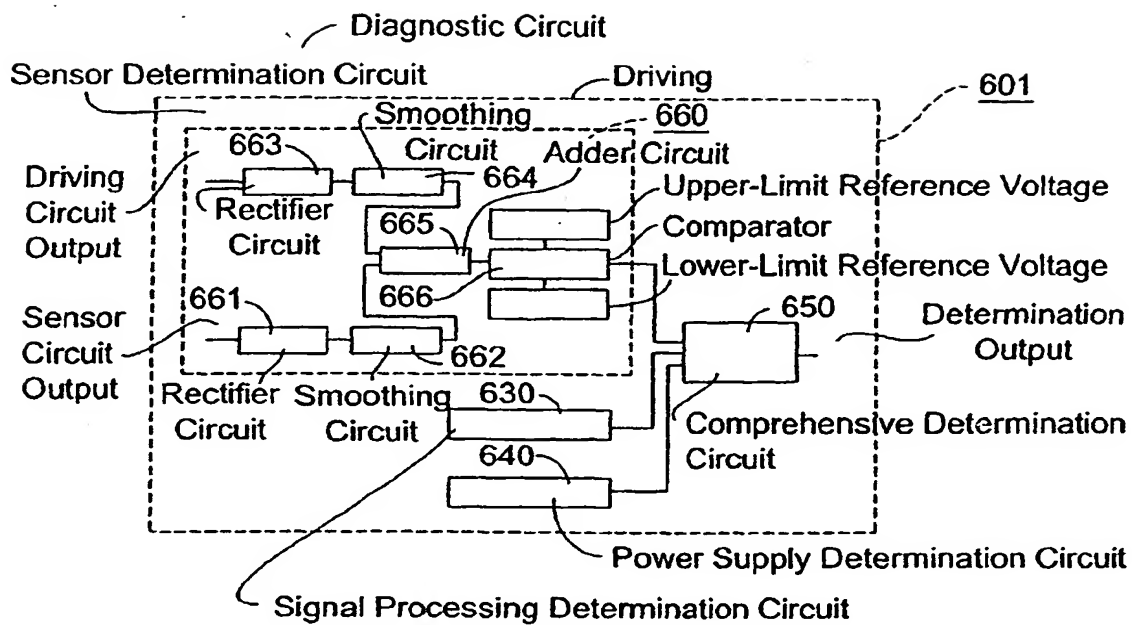 Diagnostic Circuit
Sensor Determination Circuit
Driving
601
Smoothing
Circuit
660
Adder Circuit
663
664
Driving
Circuit
Output
Rectifier
Circuit
665
Upper-Limit Reference Voltage
Comparator
666
Lower-Limit Reference Voltage
661
Sensor
Circuit
Output
662
650
Determination
Output
Rectifier
Circuit
Smoothing
Circuit
630
Comprehensive Determination
Circuit
640
Power Supply Determination Circuit
Signal Processing Determination Circuit